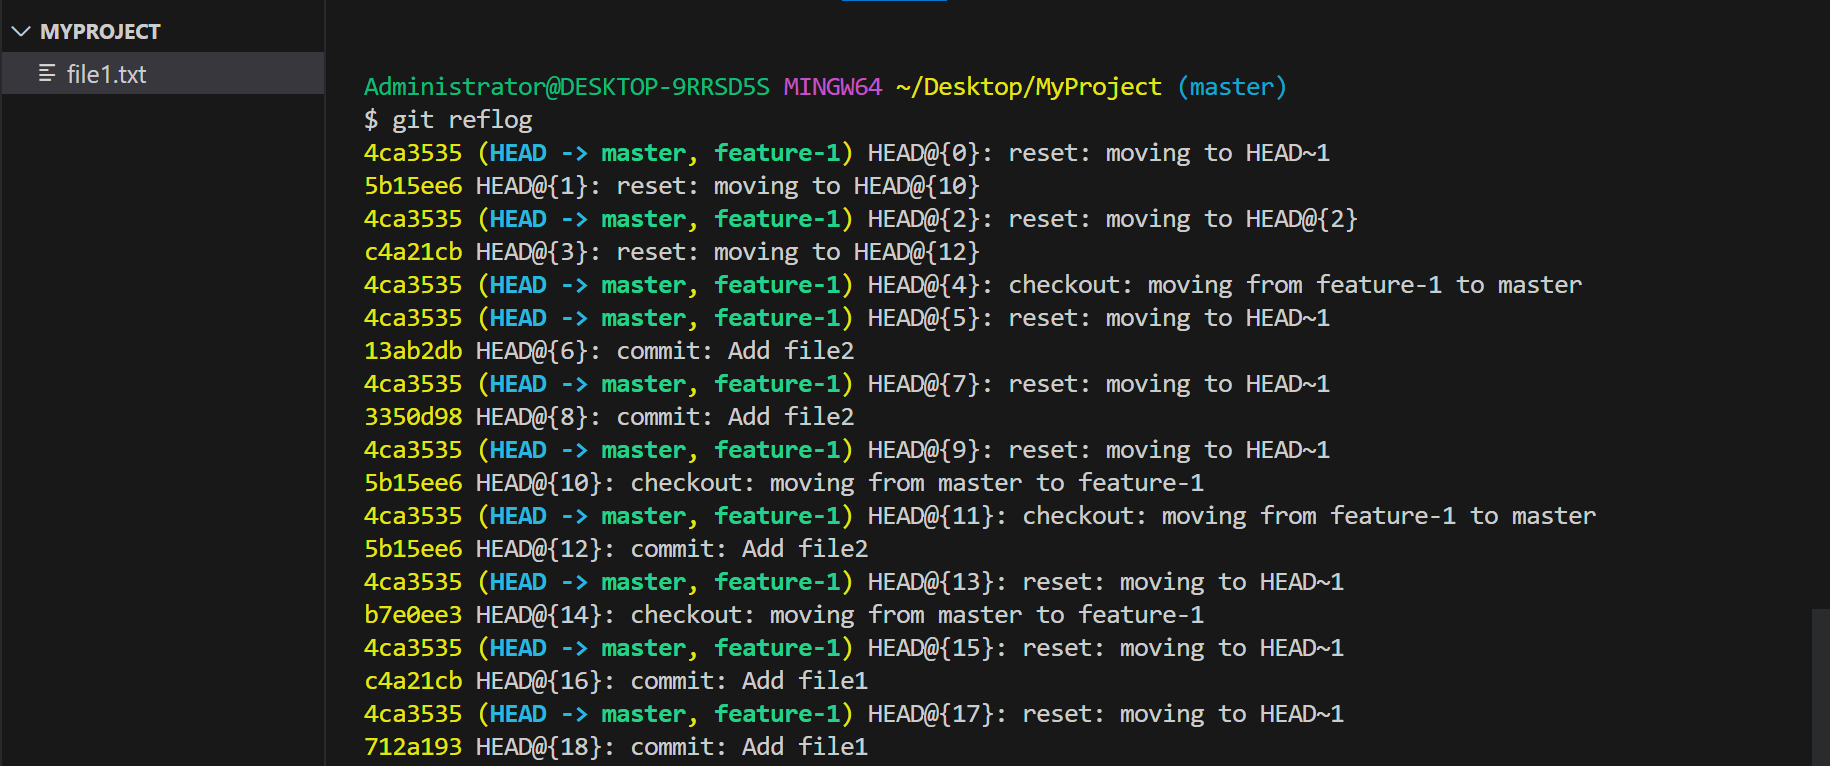 MYPROJECT
file1.txt
Administrator@DESKTOP-9RRSD5S MINGW64 ~/Desktop/MyProject (master)
$ git reflog
4ca3535 (HEAD -> master, feature-1) HEAD@{0}: reset: moving to HEAD~1
5b15ee6 HEAD@{1}: reset: moving to HEAD@{10}
4ca3535 (HEAD -> master, feature-1) HEAD@{2}: reset: moving to HEAD@{2}
c4a21cb HEAD@{3}: reset: moving to HEAD@{12}
4ca3535 (HEAD -> master, feature-1) HEAD@{4}: checkout: moving from feature-1 to master
4ca3535 (HEAD -> master, feature-1) HEAD@{5}: reset: moving to HEAD~1
13ab2db HEAD@{6}: commit: Add file2
4ca3535 (HEAD -> master, feature-1) HEAD@{7}: reset: moving to HEAD~1
3350d98 HEAD@{8}: commit: Add file2
4ca3535 (HEAD -> master, feature-1) HEAD@{9}: reset: moving to HEAD~1
5b15ee6 HEAD@{10}: checkout: moving from master to feature-1
4ca3535 (HEAD -> master, feature-1) HEAD@{11}: checkout: moving from feature-1 to master
5b15ee6 HEAD@{12}: commit: Add file2
4ca3535 (HEAD -> master, feature-1) HEAD@{13}: reset: moving to HEAD~1
b7e0ee3 HEAD@{14}: checkout: moving from master to feature-1
4ca3535 (HEAD -> master, feature-1) HEAD@{15}: reset: moving to HEAD~1
c4a21cb HEAD@{16}: commit: Add file1
4ca3535 (HEAD -> master, feature-1) HEAD@{17}: reset: moving to HEAD~1
712a193 HEAD@{18}: commit: Add file1